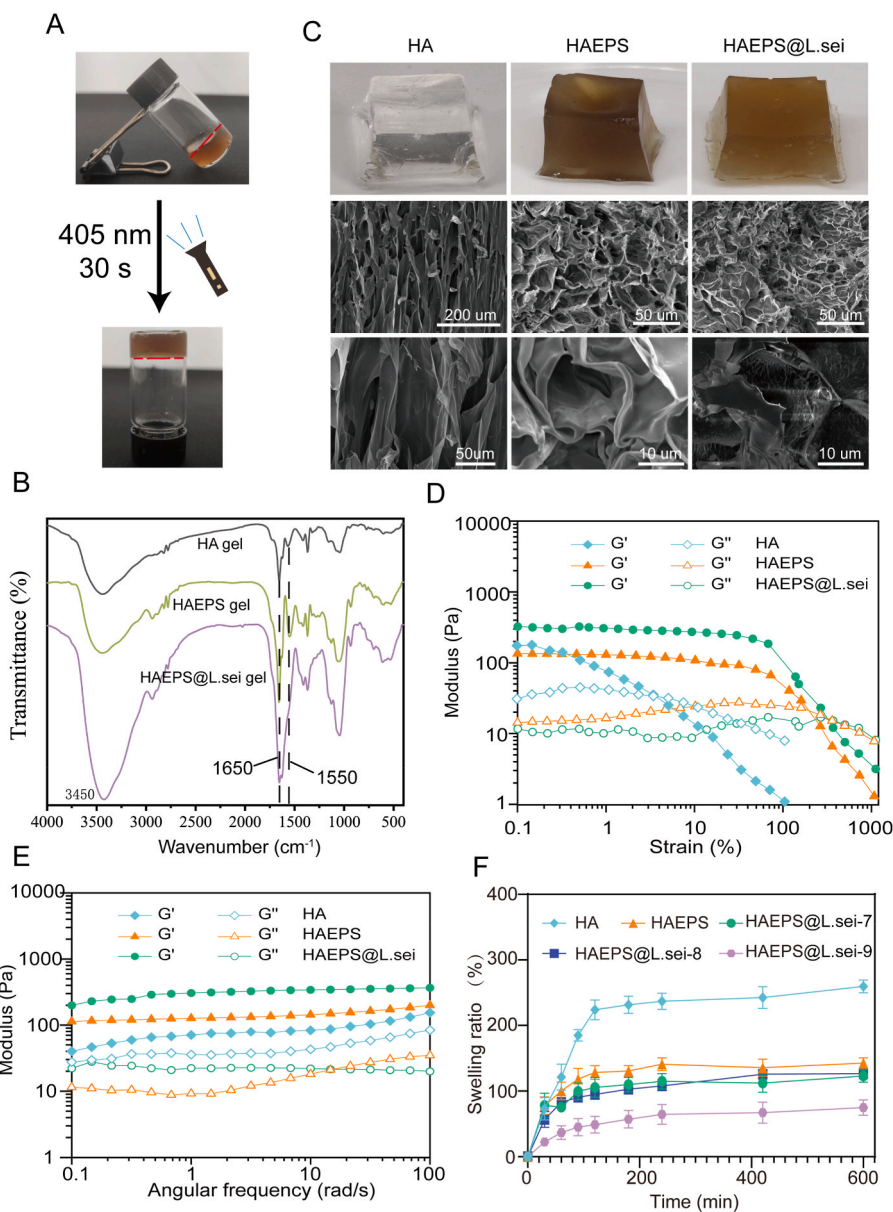 A
405 nm
30 s
C
HA
HAEPS
HAEPS@L.sei
200 um
50 um
50 um
50um
10 um
10 um
B
HA gel
HAEPS gel
HAEPS@L.sei gel
1650
1550
3450
Transmittance (%)
4000 3500 3000 2500 2000 1500 1000 500
Wavenumber (cm⁻¹)
D
10000
1000
100
10
1
Modulus (Pa)
G' G'' HA
G' G'' HAEPS
G' G'' HAEPS@L.sei
0.1 1 10 100 1000
Strain (%)
E
10000
1000
100
10
1
Modulus (Pa)
G' G'' HA
G' G'' HAEPS
G' G'' HAEPS@L.sei
0.1 1 10 100
Angular frequency (rad/s)
F
400
300
200
100
0
Swelling ratio (%)
HA HAEPS HAEPS@L.sei-7
HAEPS@L.sei-8 HAEPS@L.sei-9
0 200 400 600
Time (min)